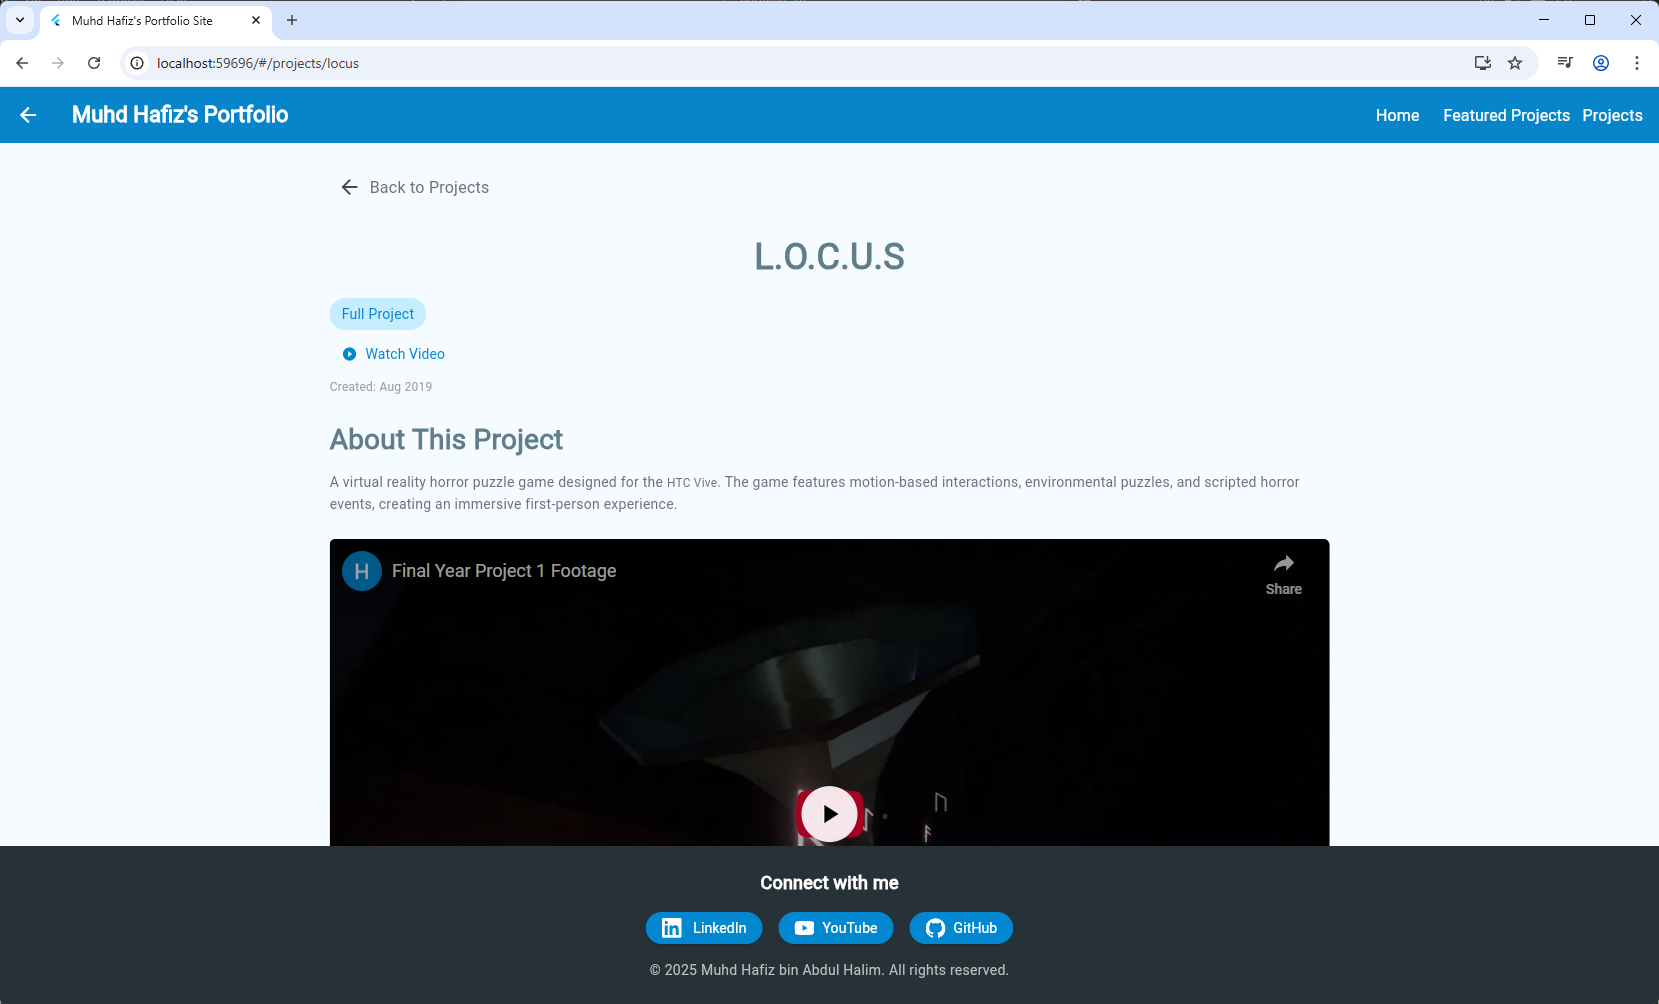 Muhd Hafiz's Portfolio Site
localhost:59696/#/projects/locus
Muhd Hafiz's Portfolio
Home Featured Projects Projects
Back to Projects
L.O.C.U.S
Full Project
Watch Video
Created: Aug 2019
About This Project
A virtual reality horror puzzle game designed for the HTC Vive. The game features motion-based interactions, environmental puzzles, and scripted horror
events, creating an immersive first-person experience.
H Final Year Project 1 Footage
Share
Connect with me
LinkedIn YouTube GitHub
© 2025 Muhd Hafiz bin Abdul Halim. All rights reserved.